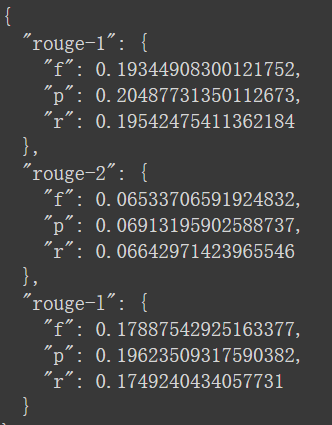 {
"rouge-1": {
"f": 0.19344908300121752,
"p": 0.20487731350112673,
"r": 0.19542475411362184
},
"rouge-2": {
"f": 0.06533706591924832,
"p": 0.06913195902588737,
"r": 0.06642971423965546
},
"rouge-l": {
"f": 0.17887542925163377,
"p": 0.19623509317590382,
"r": 0.1749240434057731
}